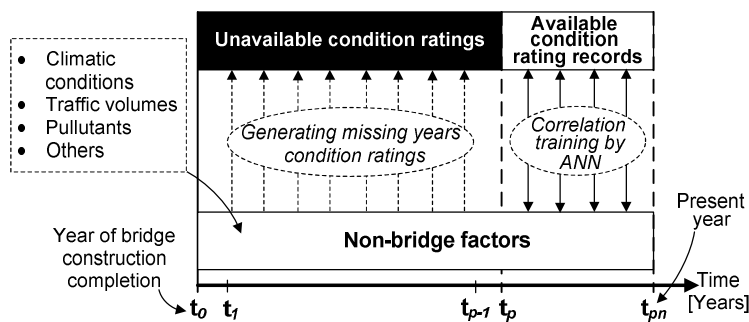 Unavailable condition ratings
Available
condition
rating records
• Climatic
conditions
• Traffic volumes
• Pullutants
• Others
Generating missing years
condition ratings
Correlation
training by
ANN
Non-bridge factors
Year of bridge
construction
completion
Present
year
Time
[Years]
t0 t1 tp-1 tp tpn